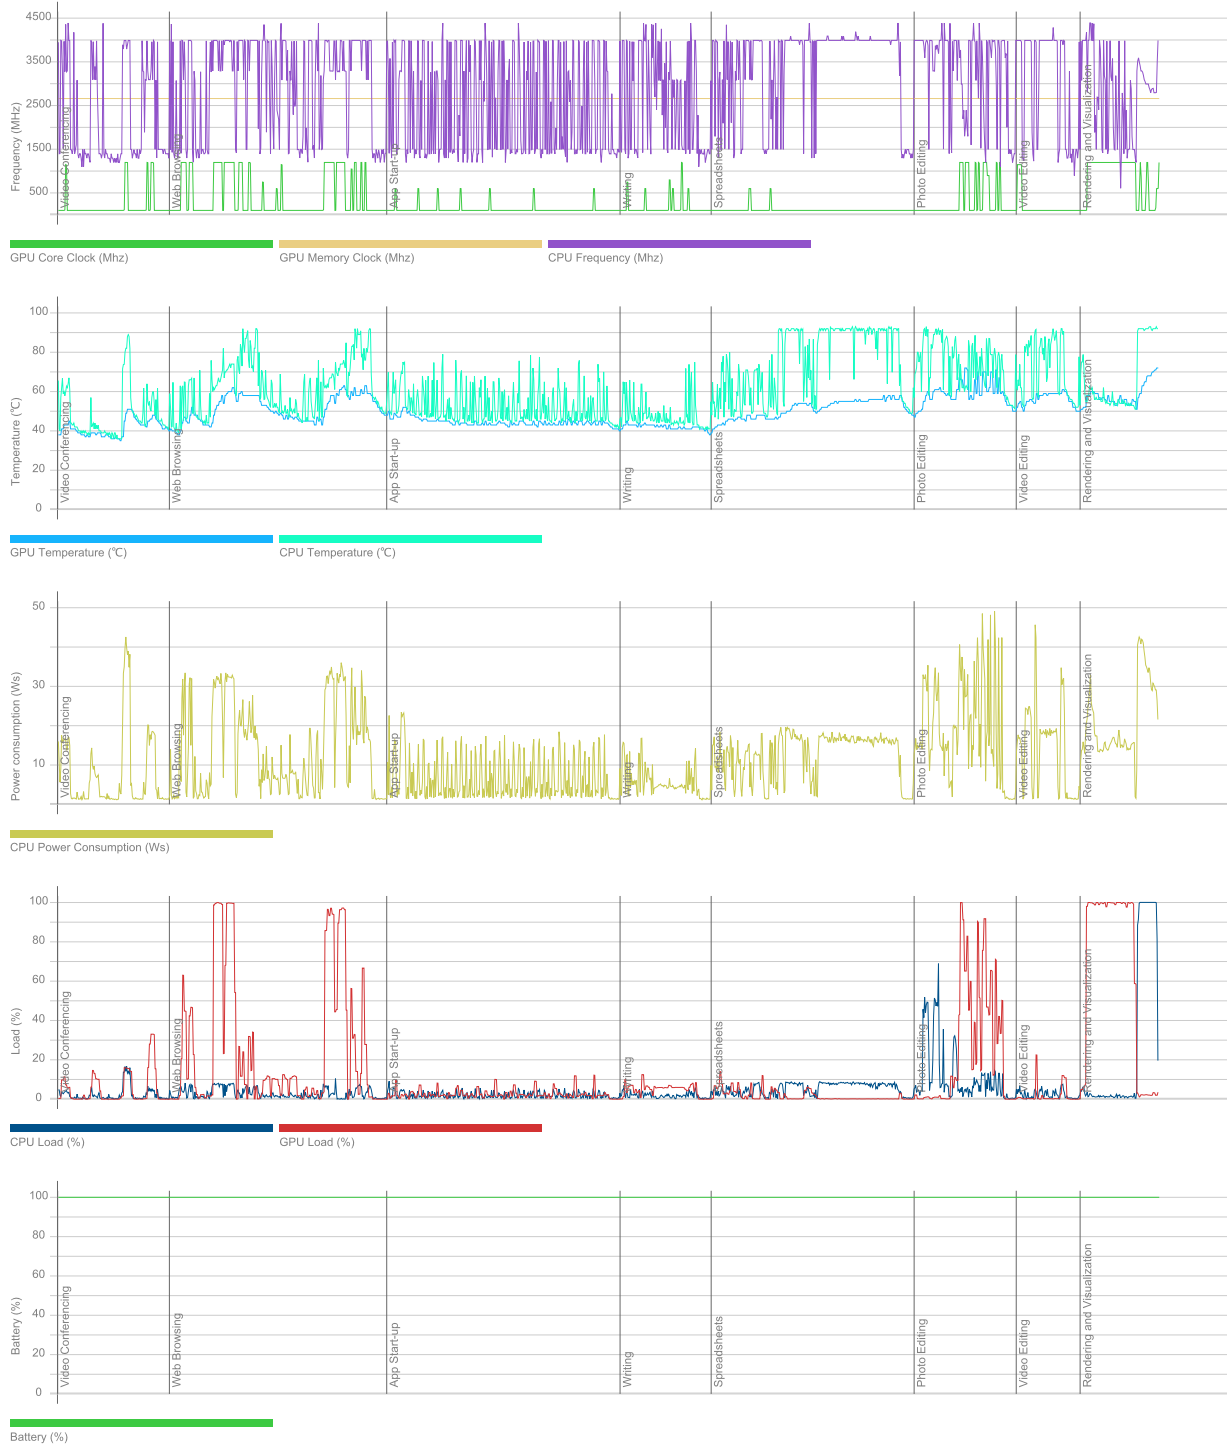 4500
3500
2500
1500
500
Frequency (MHz)
Video Conferencing
Web Browsing
App Start-up
Writing
Spreadsheets
Photo Editing
Video Editing
Rendering and Visualization
GPU Core Clock (Mhz)
GPU Memory Clock (Mhz)
CPU Frequency (Mhz)
100
80
60
40
20
0
Temperature (°C)
Video Conferencing
Web Browsing
App Start-up
Writing
Spreadsheets
Photo Editing
Video Editing
Rendering and Visualization
GPU Temperature (°C)
CPU Temperature (°C)
50
30
10
Power consumption (Ws)
Video Conferencing
Web Browsing
App Start-up
Writing
Spreadsheets
Photo Editing
Video Editing
Rendering and Visualization
CPU Power Consumption (Ws)
100
80
60
40
20
0
Load (%)
Video Conferencing
Web Browsing
App Start-up
Writing
Spreadsheets
Photo Editing
Video Editing
Rendering and Visualization
CPU Load (%)
GPU Load (%)
100
80
60
40
20
0
Battery (%)
Video Conferencing
Web Browsing
App Start-up
Writing
Spreadsheets
Photo Editing
Video Editing
Rendering and Visualization
Battery (%)